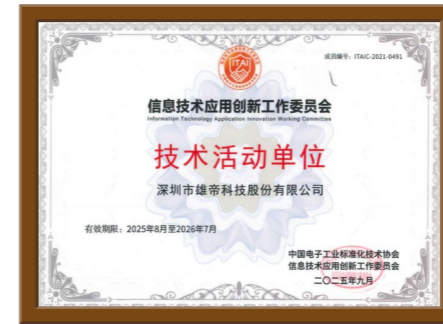 成员编号：ITAIC-2021-0491
ITAI
信息技术应用创新工作委员会
Information Technology Application Innovation Working Committee
技术活动单位
深圳市雄帝科技股份有限公司
有效期限：2025年8月至2026年7月
中国电子工业标准化技术协会
信息技术应用创新工作委员会
二〇二五年九月